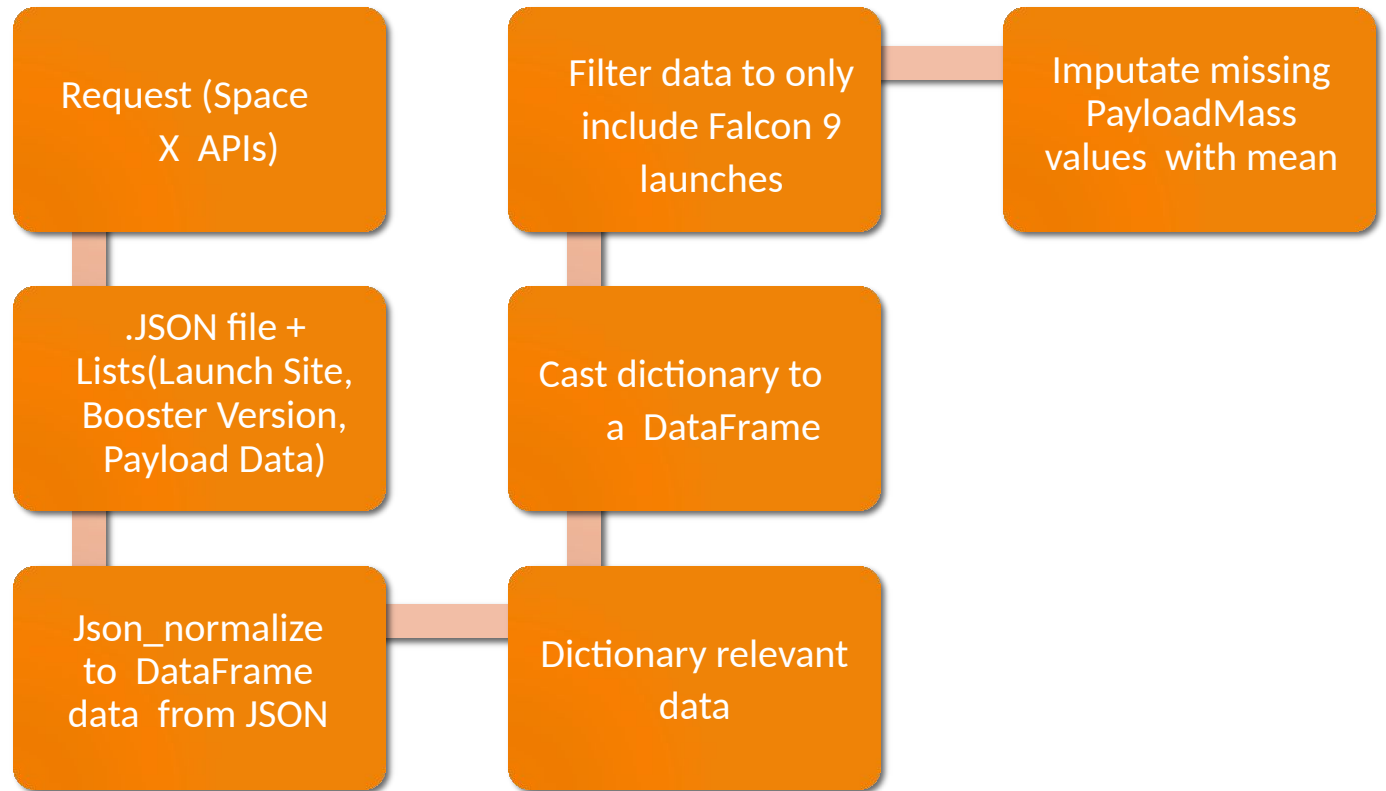 Request (Space
X  APIs)
.JSON file +
Lists(Launch Site,
Booster Version,
Payload Data)
Json_normalize
to  DataFrame
data  from JSON
Dictionary relevant
data
Cast dictionary to
a  DataFrame
Filter data to only
include Falcon 9
launches
Imputate missing
PayloadMass
values  with mean